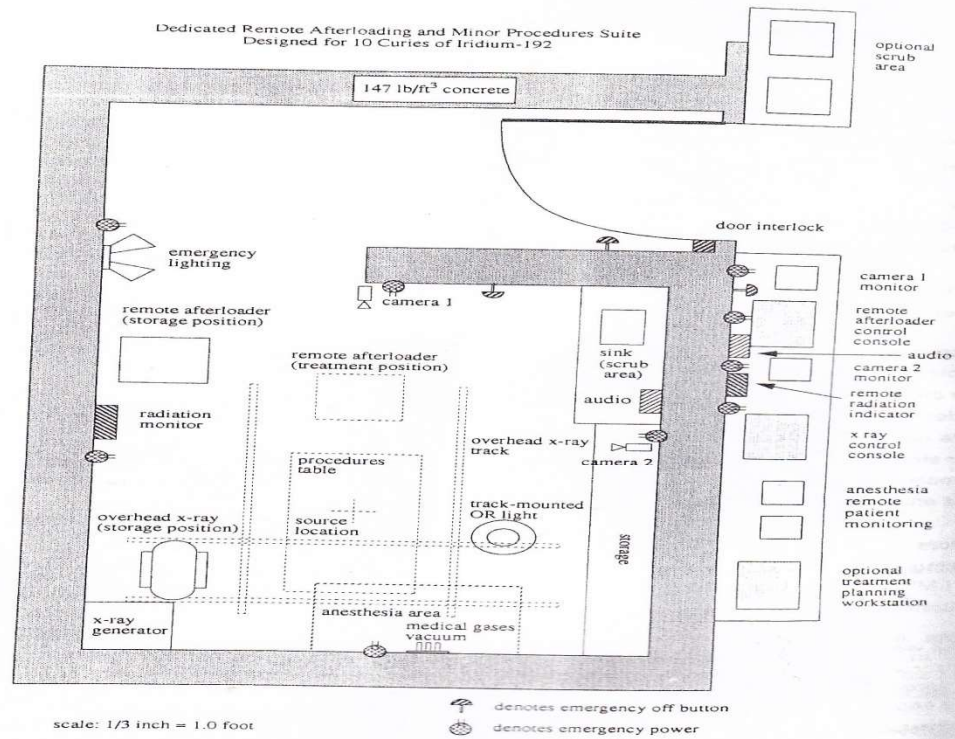 Dedicated Remote Afterloading and Minor Procedures Suite
Designed for 10 Curies of Iridium-192
optional
scrub
area
147 lb/ft³ concrete
door interlock
emergency
lighting
camera 1
camera 1
monitor
remote afterloader
(storage position)
remote
afterloader
control
console
remote afterloader
(treatment position)
sink
(scrub
area)
audio
camera 2
monitor
radiation
monitor
audio
remote
radiation
indicator
overhead x-ray
track
x ray
control
console
procedures
table
camera 2
overhead x-ray
(storage position)
source
location
track-mounted
OR light
anesthesia
remote
patient
monitoring
storage
optional
treatment
planning
workstation
x-ray
generator
anesthesia area
medical gases
vacuum
scale: 1/3 inch = 1.0 foot
denotes emergency off button
denotes emergency power